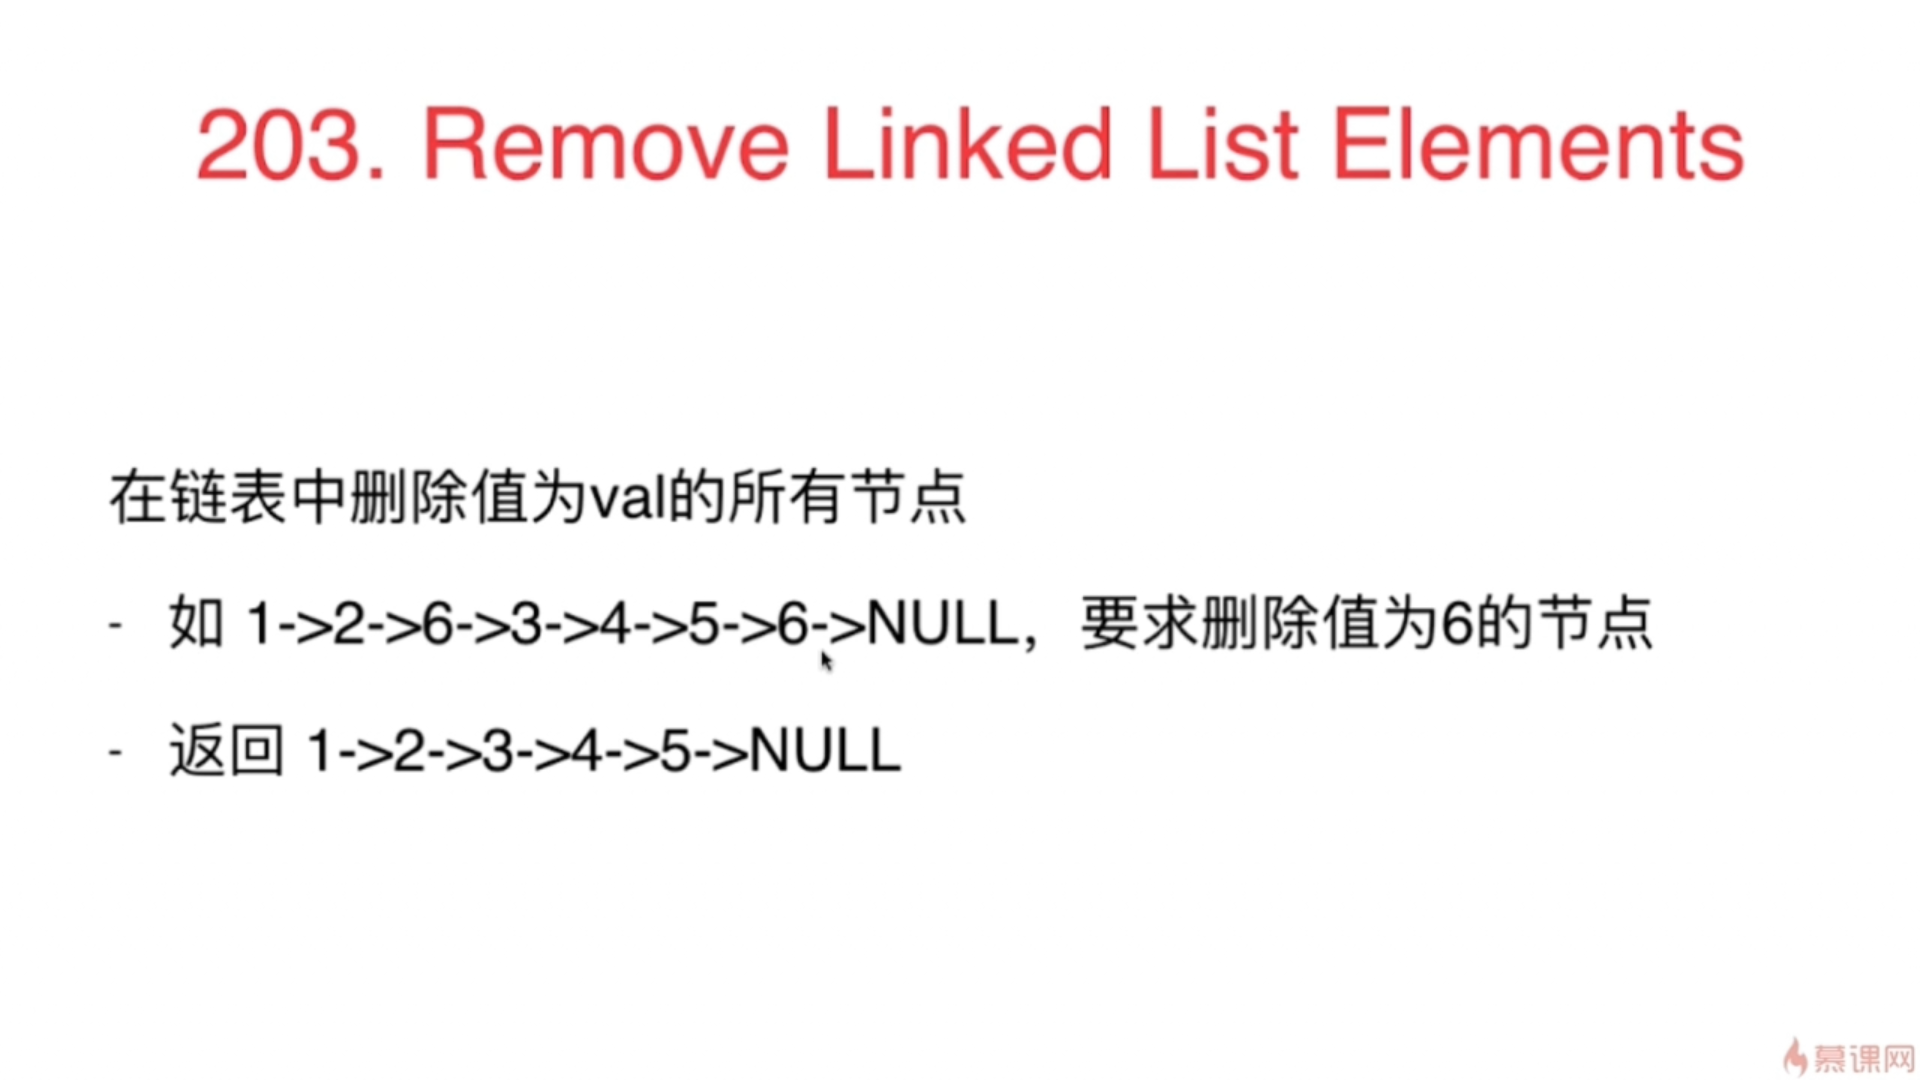 203. Remove Linked List Elements
在链表中删除值为val的所有节点
- 如 1->2->6->3->4->5->6->NULL，要求删除值为6的节点
- 返回 1->2->3->4->5->NULL
慕课网